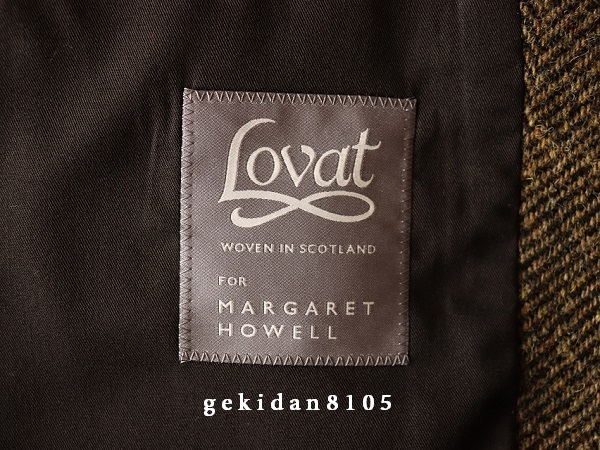 Lovat
WOVEN IN SCOTLAND
FOR
MARGARET
HOWELL
gekidan8105